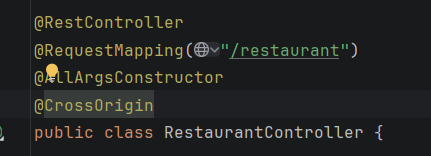 @RestController
@RequestMapping("/restaurant")
@AllArgsConstructor
@CrossOrigin
public class RestaurantController {